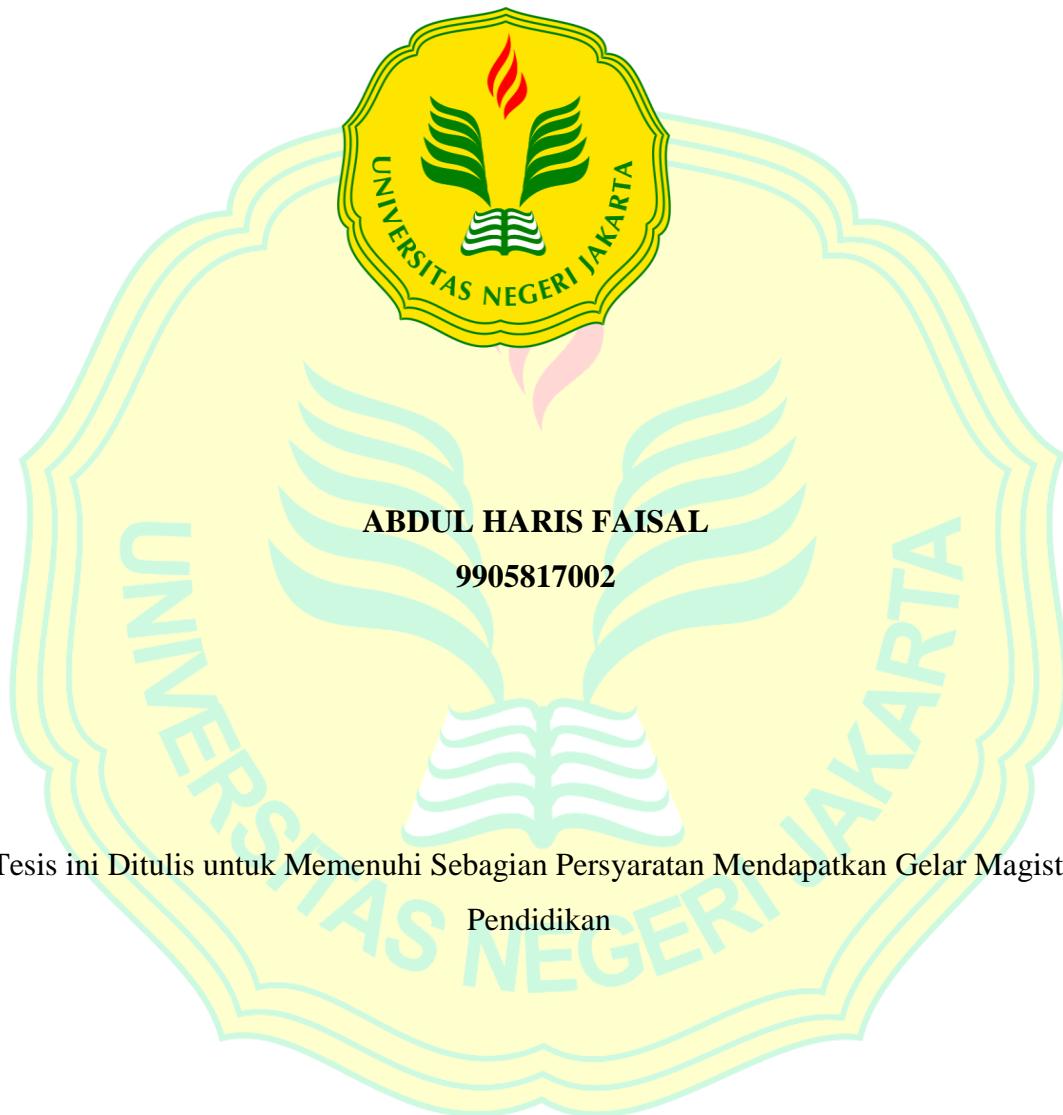 UNIVERSITAS NEGERI JAKARTA
ABDUL HARIS FAISAL
9905817002
Tesis ini Ditulis untuk Memenuhi Sebagian Persyaratan Mendapatkan Gelar Magist
Pendidikan
UNIVERSITAS NEGERI JAKARTA